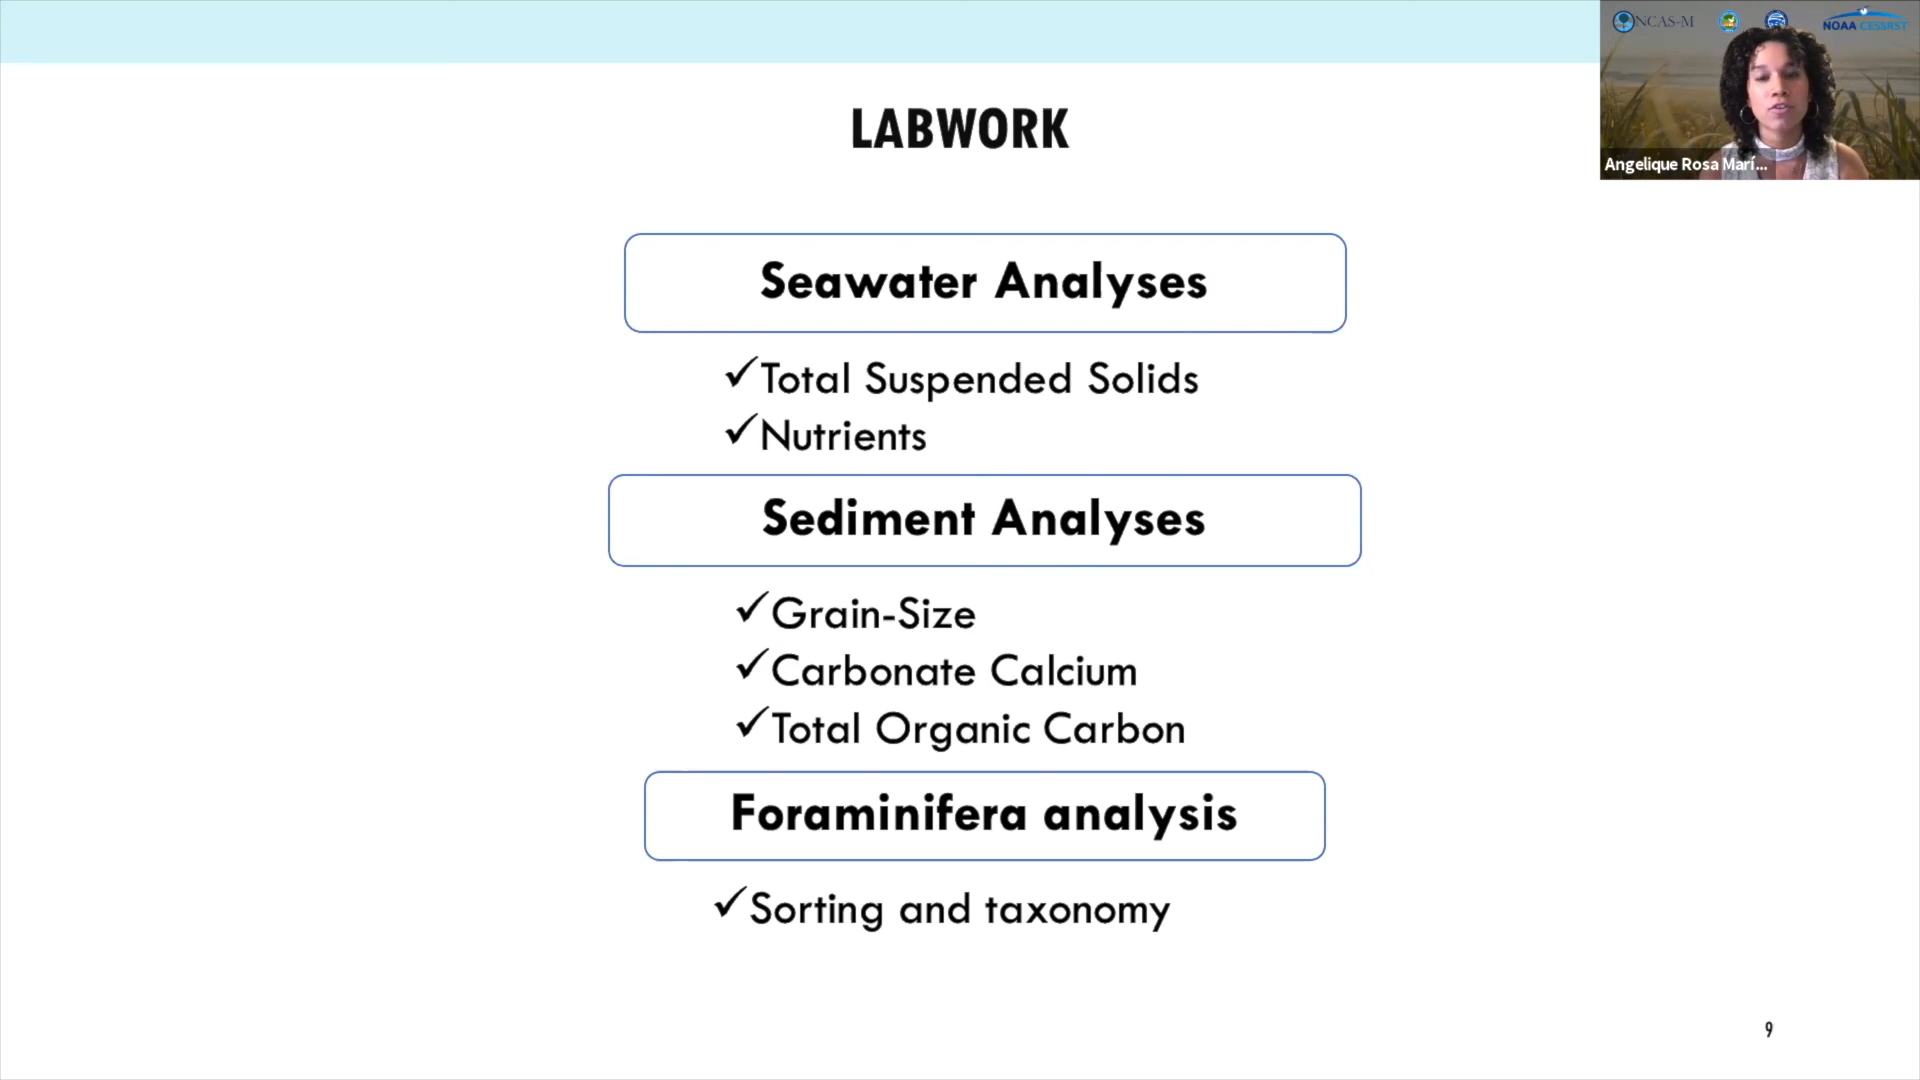 NCAS-M
NOAA CESSRST
LABWORK
Angelique Rosa Marí...
Seawater Analyses
✓Total Suspended Solids
✓Nutrients
Sediment Analyses
✓Grain-Size
✓Carbonate Calcium
✓Total Organic Carbon
Foraminifera analysis
✓Sorting and taxonomy
9